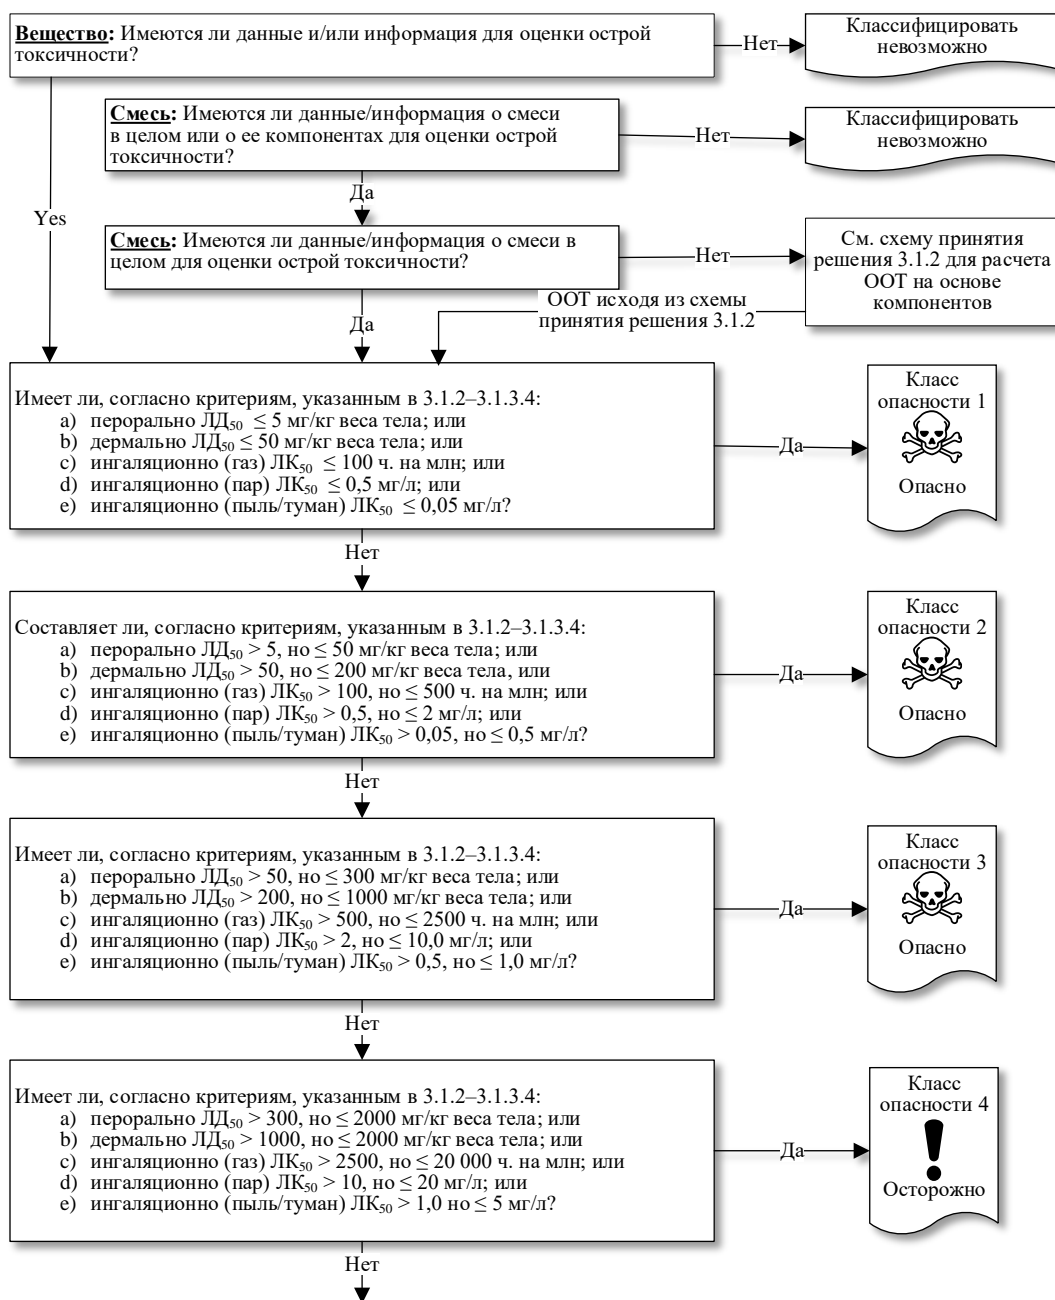 Вещество: Имеются ли данные и/или информация для оценки острой
токсичности?
Нет
Классифицировать
невозможно
Смесь: Имеются ли данные/информация о смеси
в целом или о ее компонентах для оценки острой
токсичности?
Нет
Классифицировать
невозможно
Да
Yes
Смесь: Имеются ли данные/информация о смеси в
целом для оценки острой токсичности?
Нет
См. схему принятия
решения 3.1.2 для расчета
ООТ на основе
компонентов
Да
ООТ исходя из схемы
принятия решения 3.1.2
Имеет ли, согласно критериям, указанным в 3.1.2–3.1.3.4:
a) перорально ЛД₅₀ ≤ 5 мг/кг веса тела; или
b) дермально ЛД₅₀ ≤ 50 мг/кг веса тела; или
c) ингаляционно (газ) ЛК₅₀ ≤ 100 ч. на млн; или
d) ингаляционно (пар) ЛК₅₀ ≤ 0,5 мг/л; или
e) ингаляционно (пыль/туман) ЛК₅₀ ≤ 0,05 мг/л?
Да
Класс
опасности 1
Опасно
Нет
Составляет ли, согласно критериям, указанным в 3.1.2–3.1.3.4:
a) перорально ЛД₅₀ > 5, но ≤ 50 мг/кг веса тела; или
b) дермально ЛД₅₀ > 50, но ≤ 200 мг/кг веса тела, или
c) ингаляционно (газ) ЛК₅₀ > 100, но ≤ 500 ч. на млн; или
d) ингаляционно (пар) ЛК₅₀ > 0,5, но ≤ 2 мг/л; или
e) ингаляционно (пыль/туман) ЛК₅₀ > 0,05, но ≤ 0,5 мг/л?
Да
Класс
опасности 2
Опасно
Нет
Имеет ли, согласно критериям, указанным в 3.1.2–3.1.3.4:
a) перорально ЛД₅₀ > 50, но ≤ 300 мг/кг веса тела; или
b) дермально ЛД₅₀ > 200, но ≤ 1000 мг/кг веса тела; или
c) ингаляционно (газ) ЛК₅₀ > 500, но ≤ 2500 ч. на млн; или
d) ингаляционно (пар) ЛК₅₀ > 2, но ≤ 10,0 мг/л; или
e) ингаляционно (пыль/туман) ЛК₅₀ > 0,5, но ≤ 1,0 мг/л?
Да
Класс
опасности 3
Опасно
Нет
Имеет ли, согласно критериям, указанным в 3.1.2–3.1.3.4:
a) перорально ЛД₅₀ > 300, но ≤ 2000 мг/кг веса тела; или
b) дермально ЛД₅₀ > 1000, но ≤ 2000 мг/кг веса тела; или
c) ингаляционно (газ) ЛК₅₀ > 2500, но ≤ 20 000 ч. на млн; или
d) ингаляционно (пар) ЛК₅₀ > 10, но ≤ 20 мг/л; или
e) ингаляционно (пыль/туман) ЛК₅₀ > 1,0 но ≤ 5 мг/л?
Да
Класс
опасности 4
Осторожно
Нет